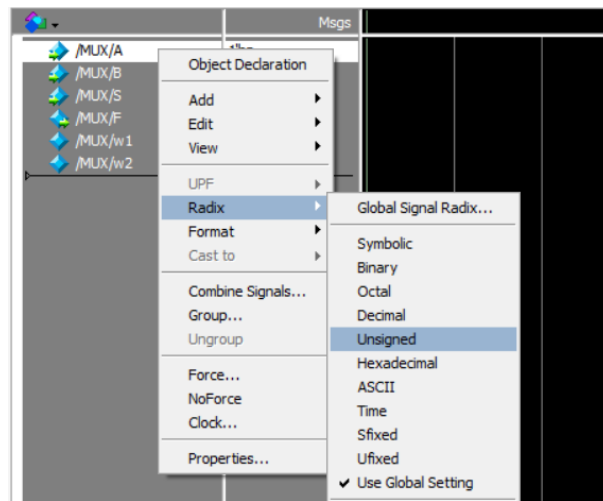 Msgs
/MUX/A
/MUX/B
/MUX/S
/MUX/F
/MUX/w1
/MUX/w2
Object Declaration
Add
Edit
View
UPF
Radix
Format
Cast to
Combine Signals...
Group...
Ungroup
Force...
NoForce
Clock...
Properties...
Global Signal Radix...
Symbolic
Binary
Octal
Decimal
Unsigned
Hexadecimal
ASCII
Time
Sfixed
Ufixed
Use Global Setting